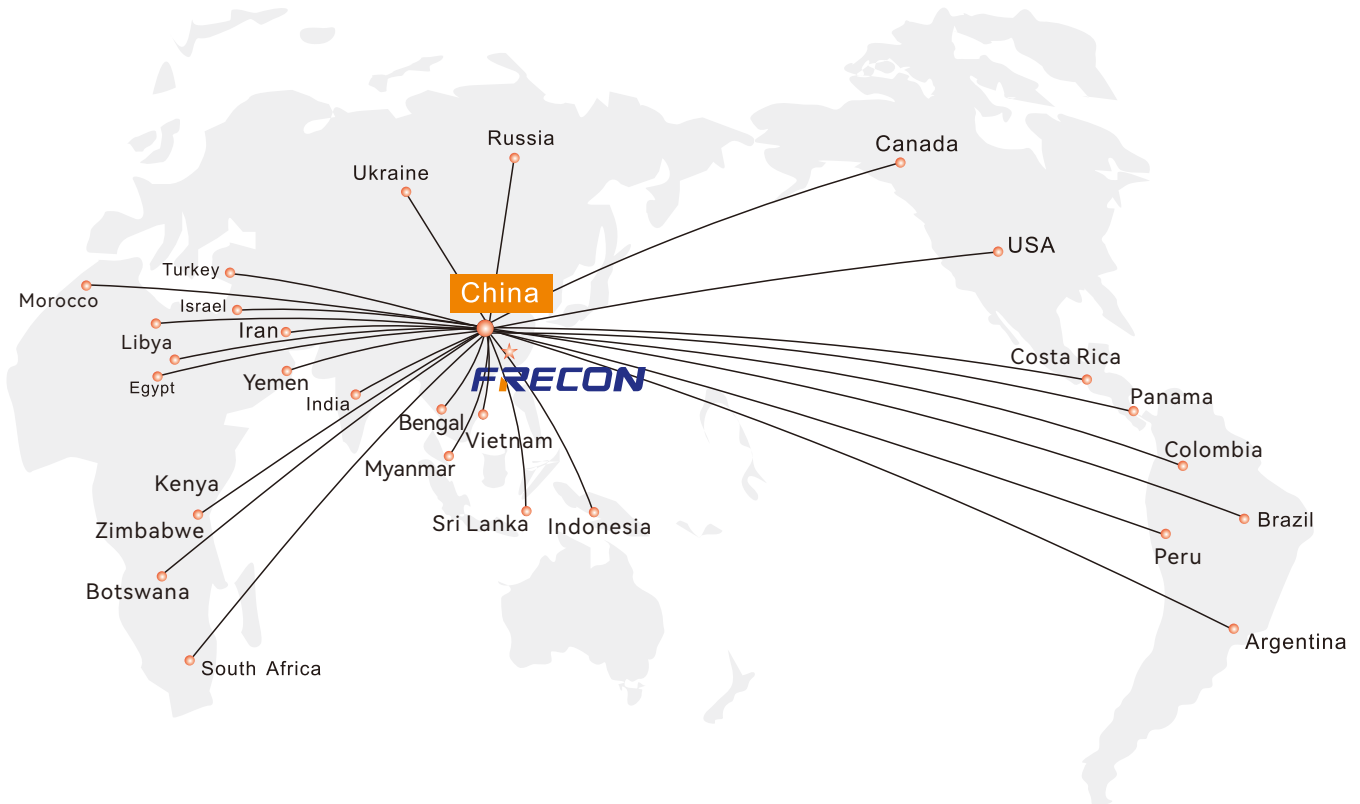 Russia
Canada
Ukraine
USA
Turkey
China
Morocco
Israel
Iran
Libya
Costa Rica
Egypt
Yemen
FRECON
India
Panama
Bengal
Vietnam
Colombia
Myanmar
Kenya
Zimbabwe
Sri Lanka
Indonesia
Brazil
Peru
Botswana
Argentina
South Africa